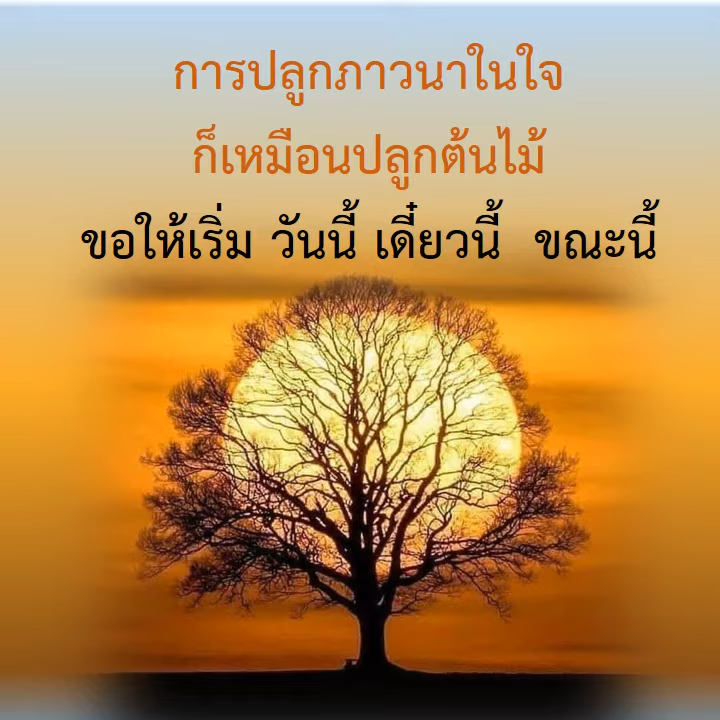 การปลูกภาวนาในใจ
ก็เหมือนปลูกต้นไม้
ขอให้เริ่ม วันนี้ เดี๋ยวนี้ ขณะนี้